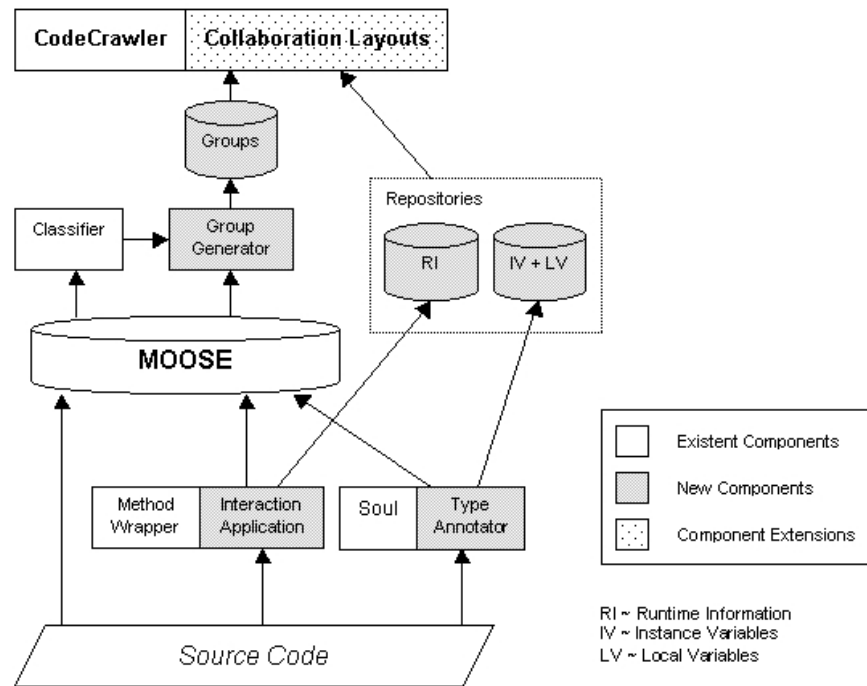 CodeCrawler
Collaboration Layouts
Groups
Repositories
Classifier
Group
Generator
RI
IV + LV
MOOSE
Existent Components
Method
Wrapper
Interaction
Application
Soul
Type
Annotator
New Components
Component Extensions
RI ~ Runtime Information
IV ~ Instance Variables
LV ~ Local Variables
Source Code